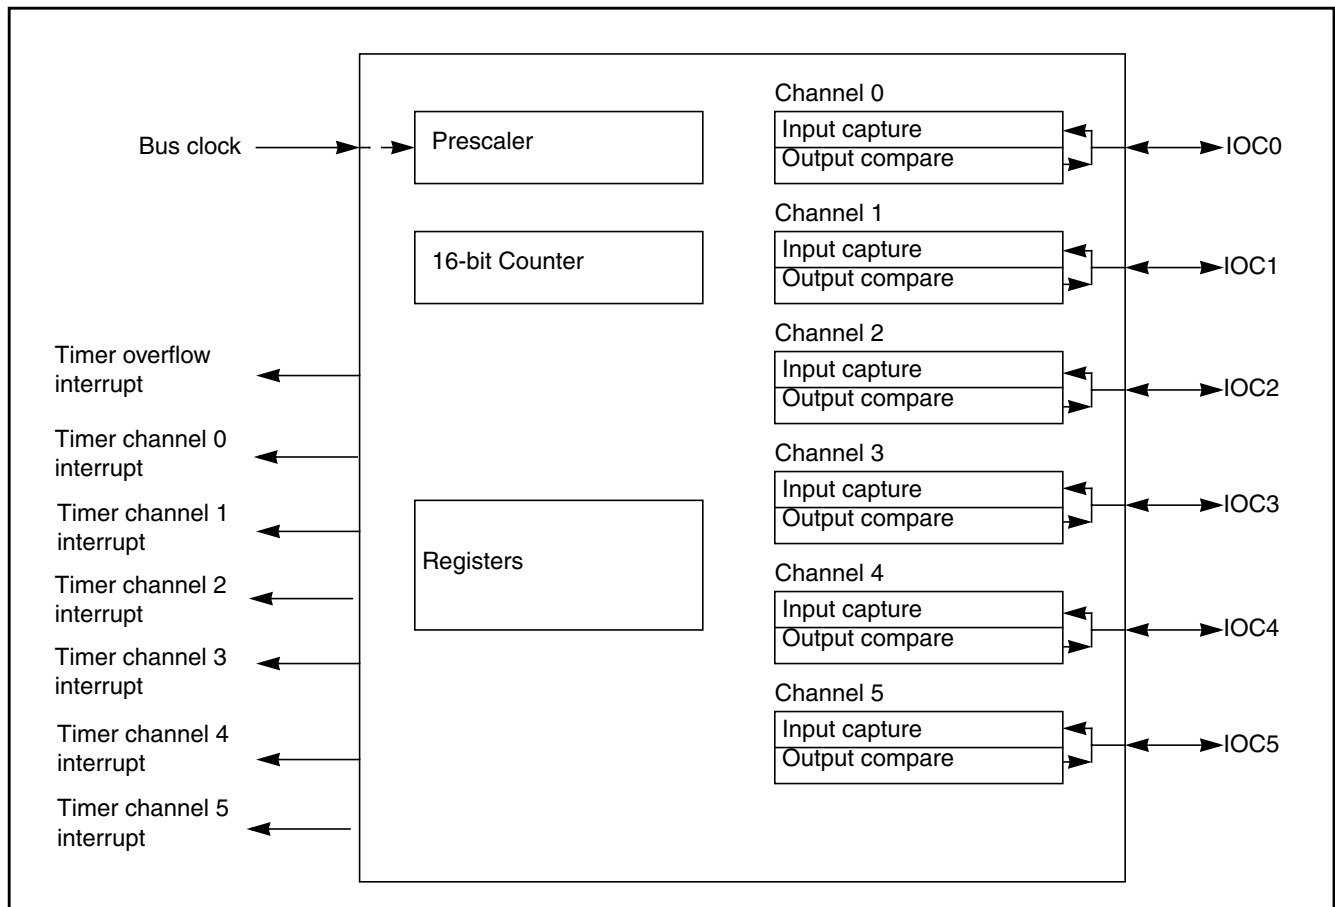 Bus clock
Prescaler
16-bit Counter
Registers
Timer overflow
interrupt
Timer channel 0
interrupt
Timer channel 1
interrupt
Timer channel 2
interrupt
Timer channel 3
interrupt
Timer channel 4
interrupt
Timer channel 5
interrupt
Channel 0
Input capture
Output compare
IOC0
Channel 1
Input capture
Output compare
IOC1
Channel 2
Input capture
Output compare
IOC2
Channel 3
Input capture
Output compare
IOC3
Channel 4
Input capture
Output compare
IOC4
Channel 5
Input capture
Output compare
IOC5